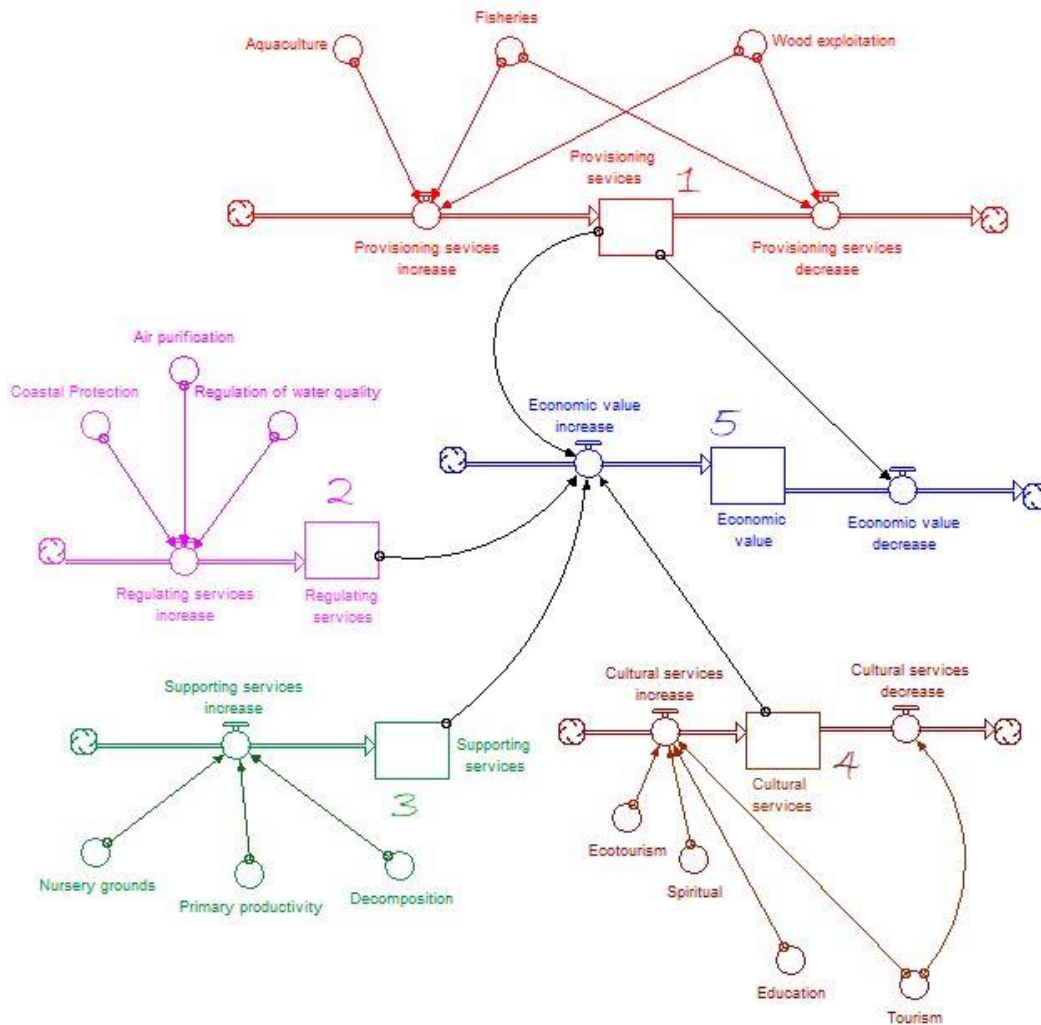 Fisheries
Aquaculture
Wood exploitation
Provisioning
sevices
1
Provisioning sevices
increase
Provisioning services
decrease
Air purification
Coastal Protection
Regulation of water quality
Economic value
increase
5
Economic
value
Economic value
decrease
2
Regulating services
increase
Regulating
services
Supporting services
increase
Supporting
services
3
Nursery grounds
Primary productivity
Decomposition
Cultural services
increase
Cultural services
decrease
4
Cultural
services
Ecotourism
Spiritual
Education
Tourism